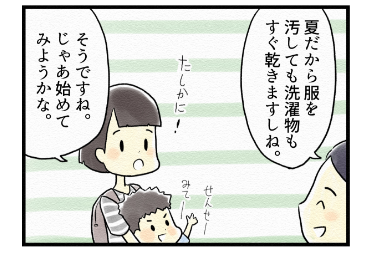 夏だから服を
汚しても洗濯物も
すぐ乾きますしね。
たしかに！
せんせー
みてー
そうですね。
じゃあ始めて
みようかな。